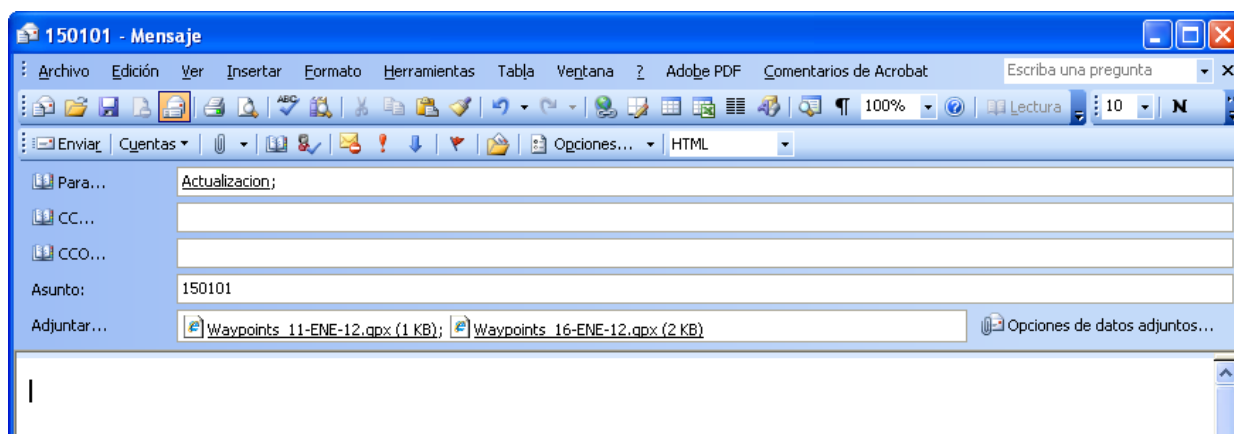 150101 - Mensaje
Archivo Edición Ver Insertar Formato Herramientas Tabla Ventana ? Adobe PDF Comentarios de Acrobat Escriba una pregunta
ABC 100% Lectura 10 N
Enviar Cuentas Opciones... HTML
Para... Actualizacion;
CC...
CCO...
Asunto: 150101
Adjuntar... Waypoints_11-ENE-12.gpx (1 KB); Waypoints_16-ENE-12.gpx (2 KB) Opciones de datos adjuntos...